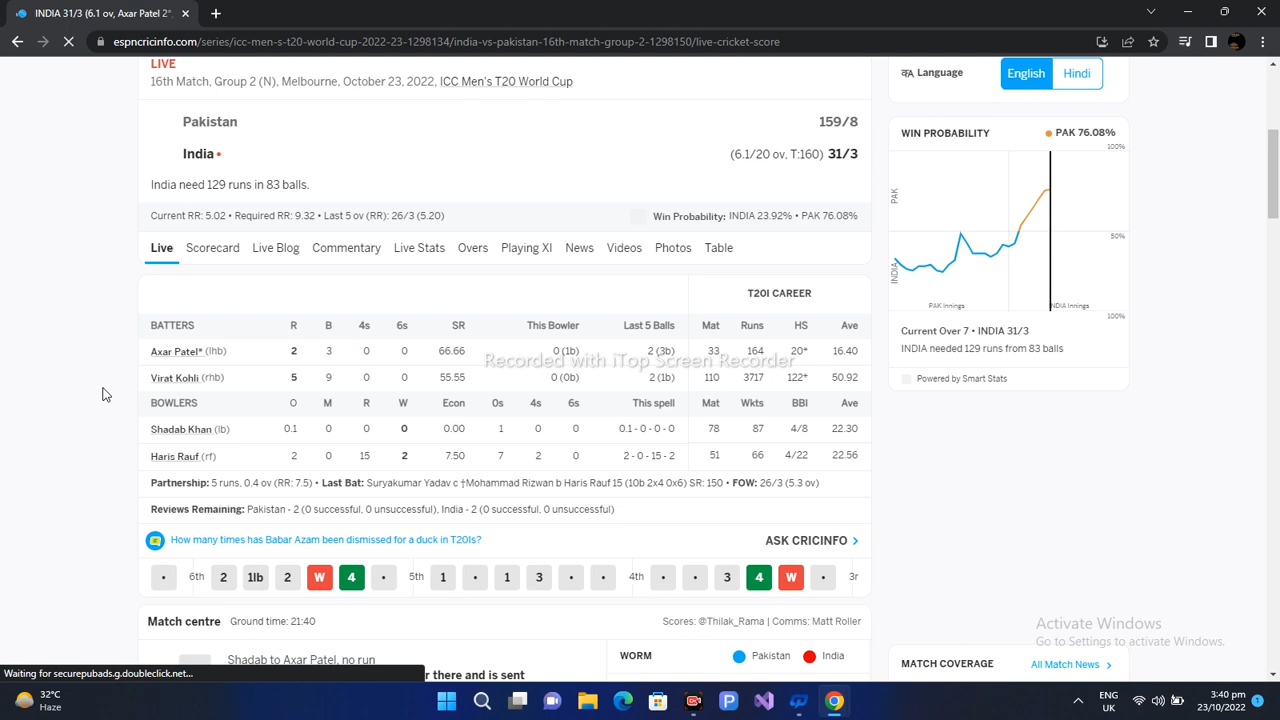 INDIA 31/3 (6.1 ov, Axar Patel 2*
espncricinfo.com/series/icc-men-s-t20-world-cup-2022-23-1298134/india-vs-pakistan-16th-match-group-2-1298150/live-cricket-score
LIVE
16th Match, Group 2 (N), Melbourne, October 23, 2022, ICC Men's T20 World Cup
Pakistan 159/8
India • (6.1/20 ov, T:160) 31/3
India need 129 runs in 83 balls.
Current RR: 5.02 • Required RR: 9.32 • Last 5 ov (RR): 26/3 (5.20) Win Probability: INDIA 23.92% • PAK 76.08%
Live Scorecard Live Blog Commentary Live Stats Overs Playing XI News Videos Photos Table
T20I CAREER
BATTERS R B 4s 6s SR This Bowler Last 5 Balls Mat Runs HS Ave
Axar Patel* (lhb) 2 3 0 0 66.66 0 (1b) 2 (3b) 33 164 20* 16.40
Recorded with iTop Screen Recorder
Virat Kohli (rhb) 5 9 0 0 55.55 0 (0b) 2 (1b) 110 3717 122* 50.92
BOWLERS O M R W Econ 0s 4s 6s This spell Mat Wkts BBI Ave
Shadab Khan (lb) 0.1 0 0 0 0.00 1 0 0 0.1 - 0 - 0 - 0 78 87 4/8 22.30
Haris Rauf (rf) 2 0 15 2 7.50 7 2 0 2 - 0 - 15 - 2 51 66 4/22 22.56
Partnership: 5 runs, 0.4 ov (RR: 7.5) • Last Bat: Suryakumar Yadav c †Mohammad Rizwan b Haris Rauf 15 (10b 2x4 0x6) SR: 150 • FOW: 26/3 (5.3 ov)
Reviews Remaining: Pakistan - 2 (0 successful, 0 unsuccessful), India - 2 (0 successful, 0 unsuccessful)
How many times has Babar Azam been dismissed for a duck in T20Is? ASK CRICINFO
• 6th 2 1lb 2 W 4 • 5th 1 • 1 3 • • 4th • • 3 4 W • 3r
Match centre Ground time: 21:40 Scores: @Thilak_Rama | Comms: Matt Roller
Shadab to Axar Patel, no run
r there and is sent
WORM Pakistan India
Language English Hindi
WIN PROBABILITY PAK 76.08%
100%
PAK
50%
INDIA
PAK Innings INDIA Innings
100%
Current Over 7 • INDIA 31/3
INDIA needed 129 runs from 83 balls
Powered by Smart Stats
Activate Windows
Go to Settings to activate Windows.
MATCH COVERAGE All Match News
Waiting for securepubads.g.doubleclick.net...
32°C
Haze
ENG
UK
3:40 pm
23/10/2022